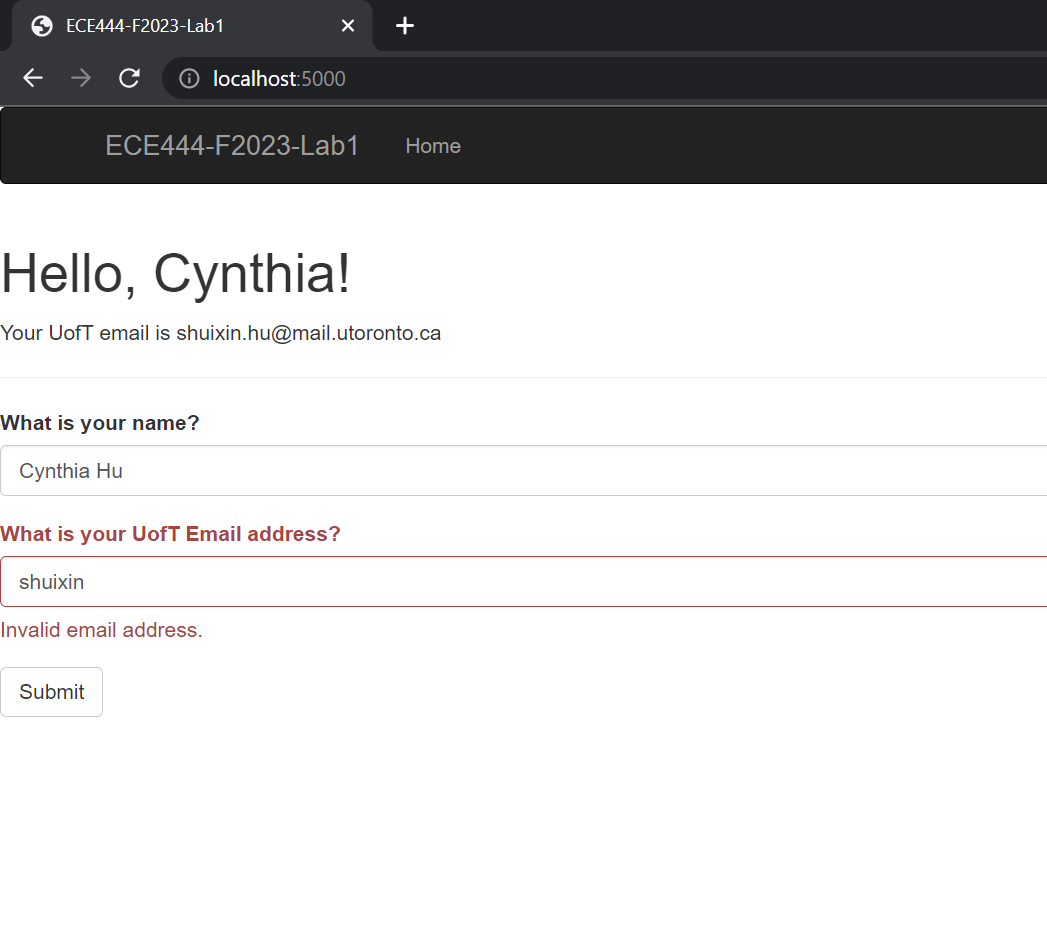 ECE444-F2023-Lab1
localhost:5000
ECE444-F2023-Lab1 Home
Hello, Cynthia!
Your UofT email is shuixin.hu@mail.utoronto.ca
What is your name?
Cynthia Hu
What is your UofT Email address?
shuixin
Invalid email address.
Submit